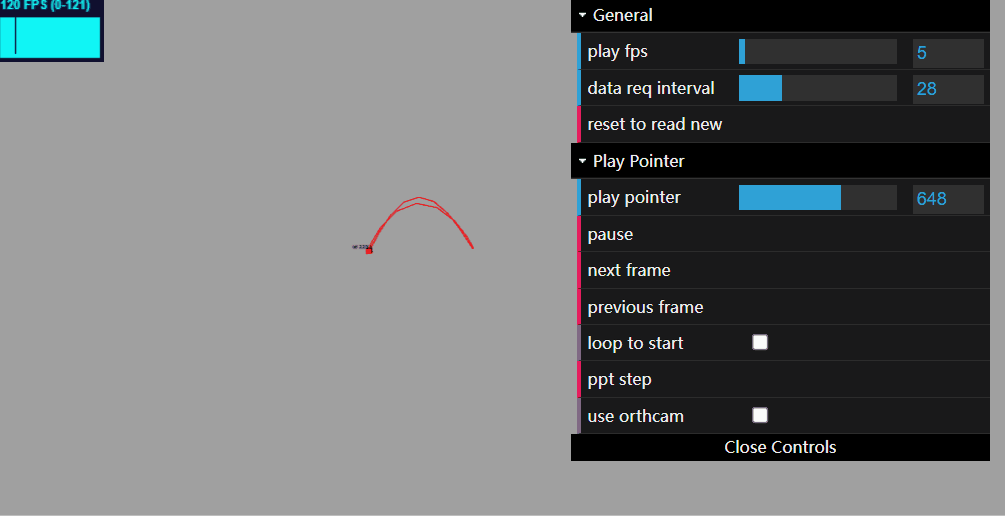 120 FPS (0-121)
General
play fps 5
data req interval 28
reset to read new
Play Pointer
play pointer 648
pause
next frame
previous frame
loop to start
ppt step
use orthcam
Close Controls